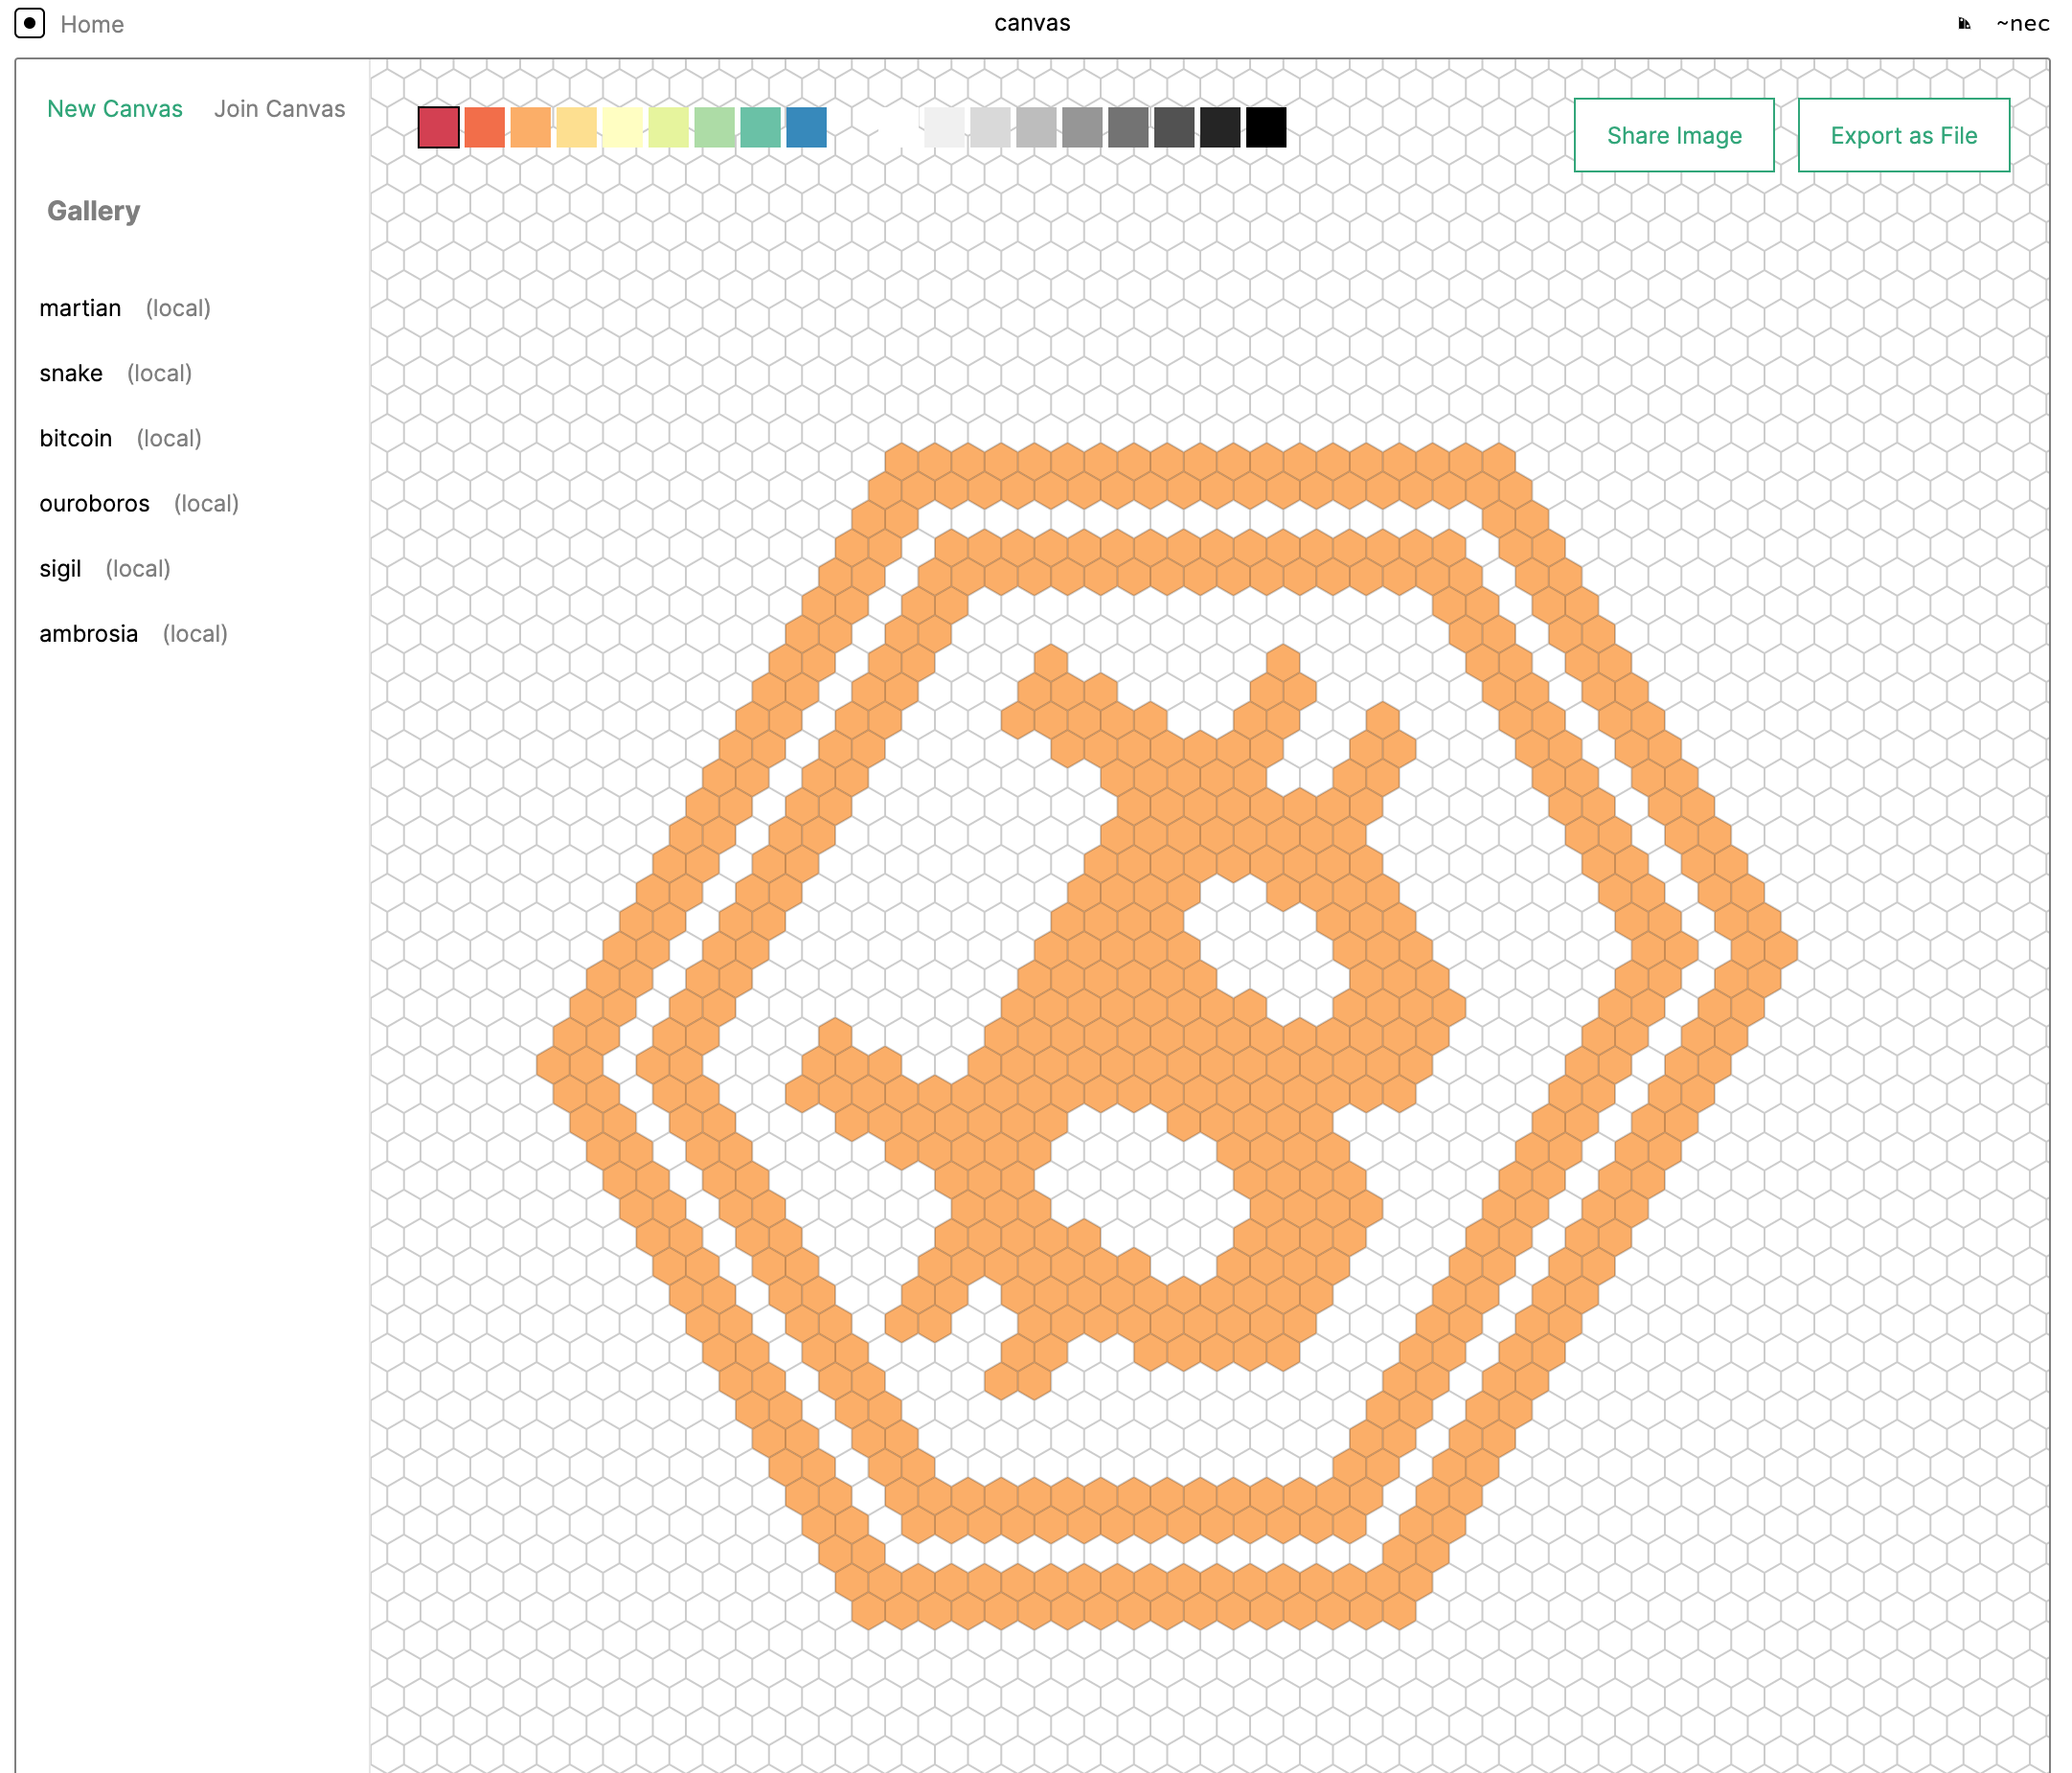 Home canvas ~nec
New Canvas Join Canvas
Share Image Export as File
Gallery
martian (local)
snake (local)
bitcoin (local)
ouroboros (local)
sigil (local)
ambrosia (local)